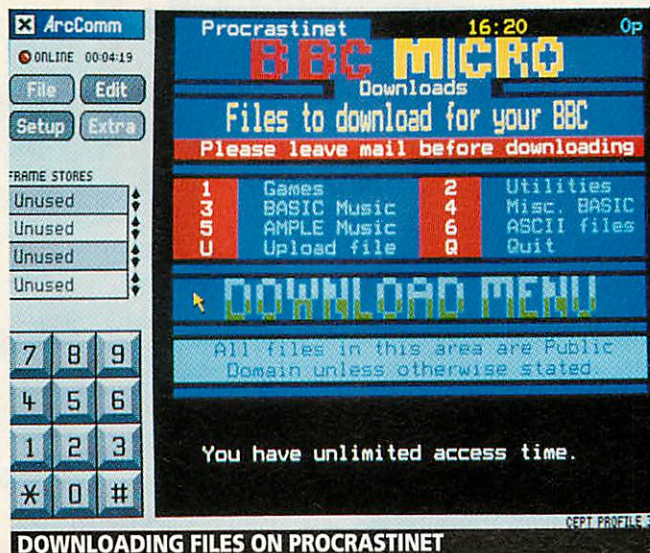 ArcComm
ONLINE 00:04:19
File Edit
Setup Extra
FRAME STORES
Unused
Unused
Unused
Unused
7 8 9
4 5 6
1 2 3
* 0 #
Procrastinet 16:20 Op
BBC MICRO
Downloads
Files to download for your BBC
Please leave mail before downloading
1 Games 2 Utilities
3 BASIC Music 4 Misc. BASIC
5 AMPLE Music 6 ASCII files
U Upload file Q Quit
DOWNLOAD MENU
All files in this area are Public
Domain unless otherwise stated
You have unlimited access time.
CEPT PROFILE 3
DOWNLOADING FILES ON PROCRASTINET